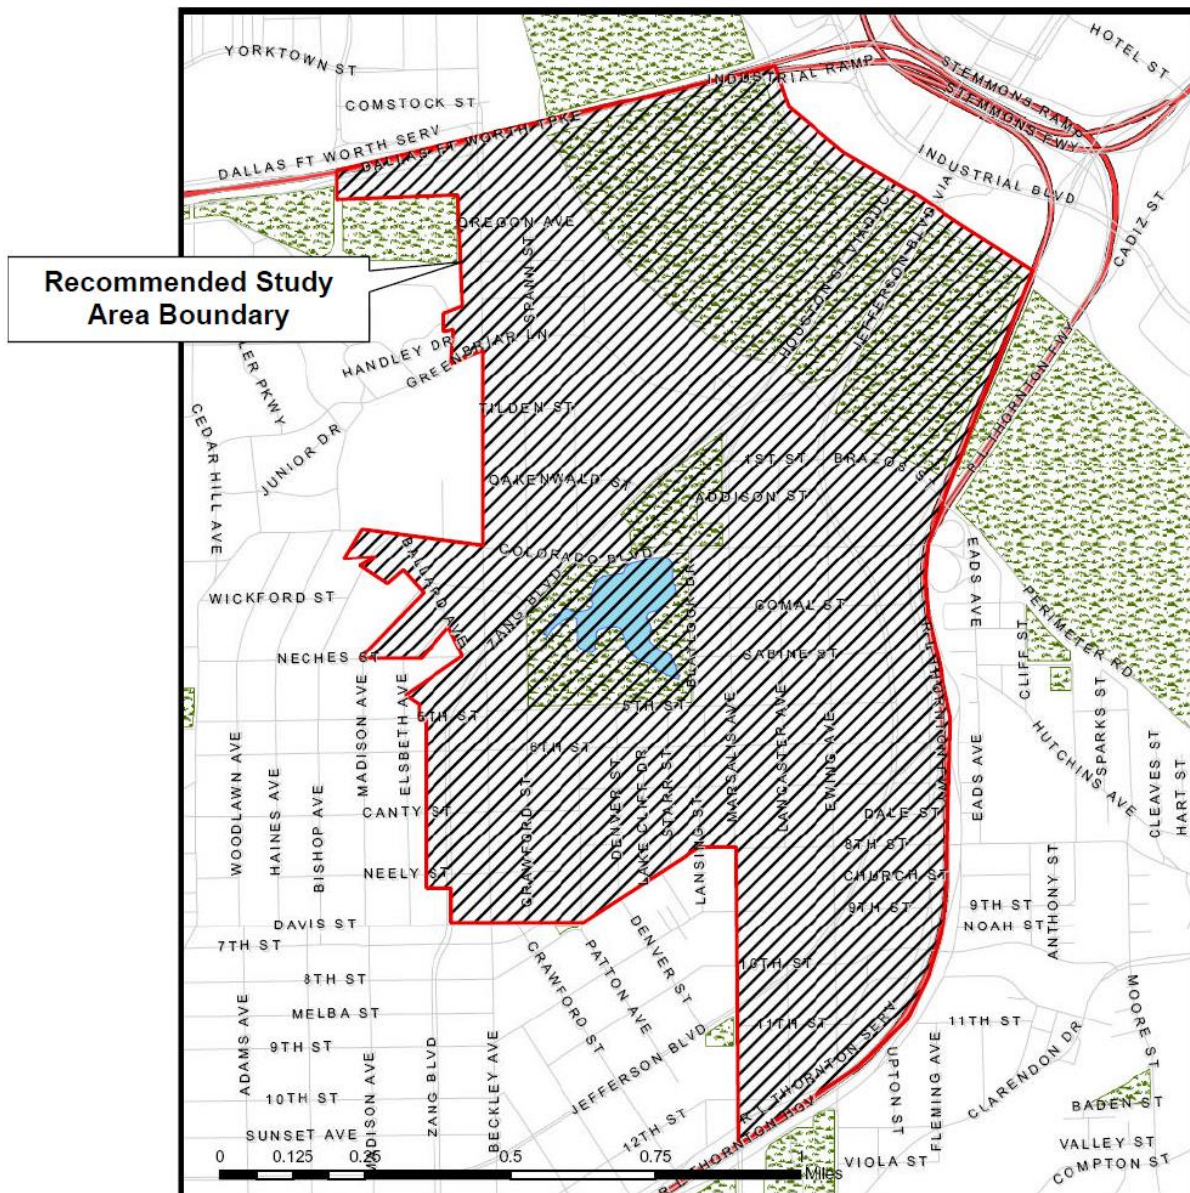 YORKTOWN ST
HOTEL ST
INDUSTRIAL RAMP
STEMMONS RAMP
STEMMONS FWY
COMSTOCK ST
DALLAS FT WORTH SERV
DALLAS FT WORTH TPKE
INDUSTRIAL BLVD
CADIZ ST
OREGON AVE
Recommended Study
Area Boundary
SPANN ST
HOUSTON ST VIADUCT
JEFFERSON BLVD VIA
HANDLEY DR
GREENBRIAR LN
LER PKWY
R L THORNTON FWY
TILDEN ST
CEDAR HILL AVE
JUNIOR DR
1ST ST
BRAZOS ST
OAKENWALD ST
ADDISON ST
COLORADO BLVD
BALLARD AVE
ZANG BLVD
BLAYLOCK DR
EADS AVE
WICKFORD ST
COMAL ST
PERIMETER RD
NECHES ST
SABINE ST
CLIFF ST
R L THORNTON FWY
5TH ST
6TH ST
6TH ST
MADISON AVE
ELSBETH AVE
MARSALIS AVE
LANCASTER AVE
EWING AVE
SPARKS ST
HUTCHINS AVE
WOODLAWN AVE
HAINES AVE
BISHOP AVE
CANTY ST
CRAWFORD ST
DENVER ST
LAKE CLIFF DR
STARR ST
LANSING ST
DALE ST
EADS AVE
CLEAVES ST
HART ST
8TH ST
NEELY ST
CHURCH ST
9TH ST
9TH ST
ANTHONY ST
DAVIS ST
NOAH ST
7TH ST
CRAWFORD ST
PATTON AVE
DENVER ST
10TH ST
8TH ST
MOORE ST
MELBA ST
11TH ST
11TH ST
ADAMS AVE
9TH ST
JEFFERSON BLVD
R L THORNTON SERV
UPTON ST
FLEMING AVE
CLARENDON DR
MADISON AVE
ZANG BLVD
BECKLEY AVE
10TH ST
BADEN ST
SUNSET AVE
12TH ST
VALLEY ST
VIOLA ST
COMPTON ST
0 0.125 0.25 0.5 0.75 1
Miles